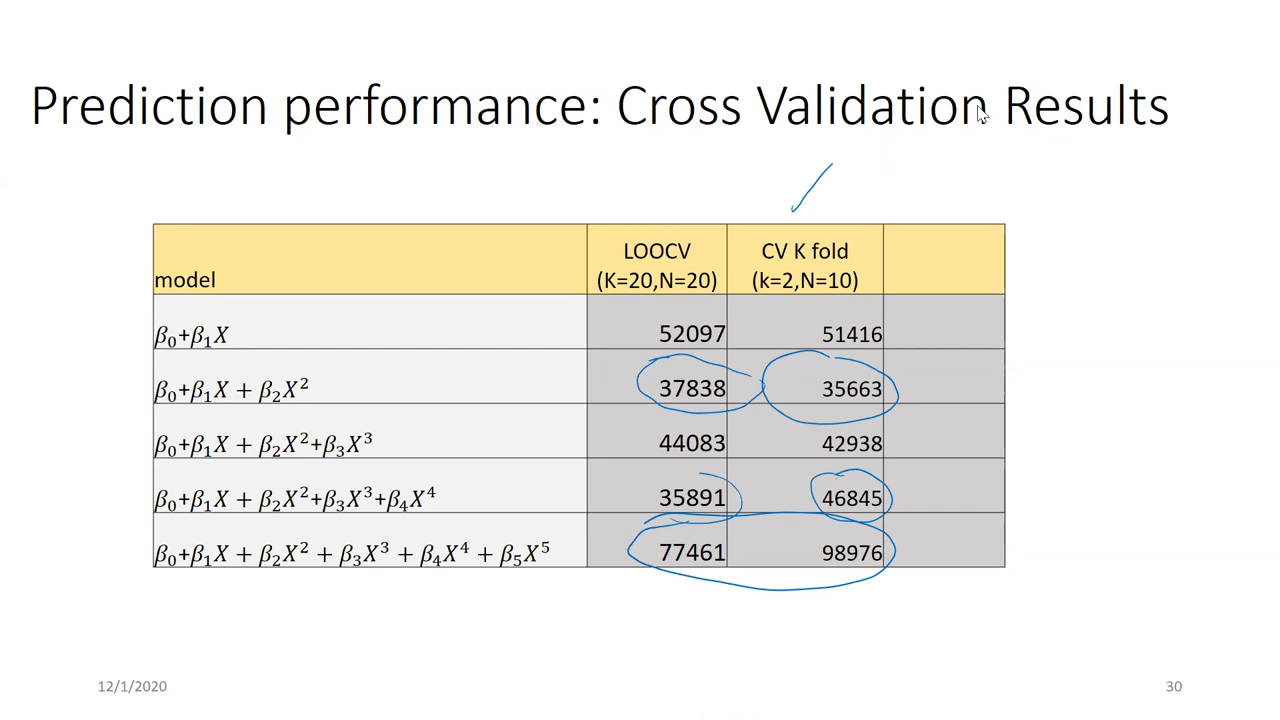 Prediction performance: Cross Validation Results
model
LOOCV
(K=20,N=20)
CV K fold
(k=2,N=10)
β₀+β₁X 52097 51416
β₀+β₁X + β₂X² 37838 35663
β₀+β₁X + β₂X²+β₃X³ 44083 42938
β₀+β₁X + β₂X²+β₃X³+β₄X⁴ 35891 46845
β₀+β₁X + β₂X² + β₃X³ + β₄X⁴ + β₅X⁵ 77461 98976
12/1/2020
30